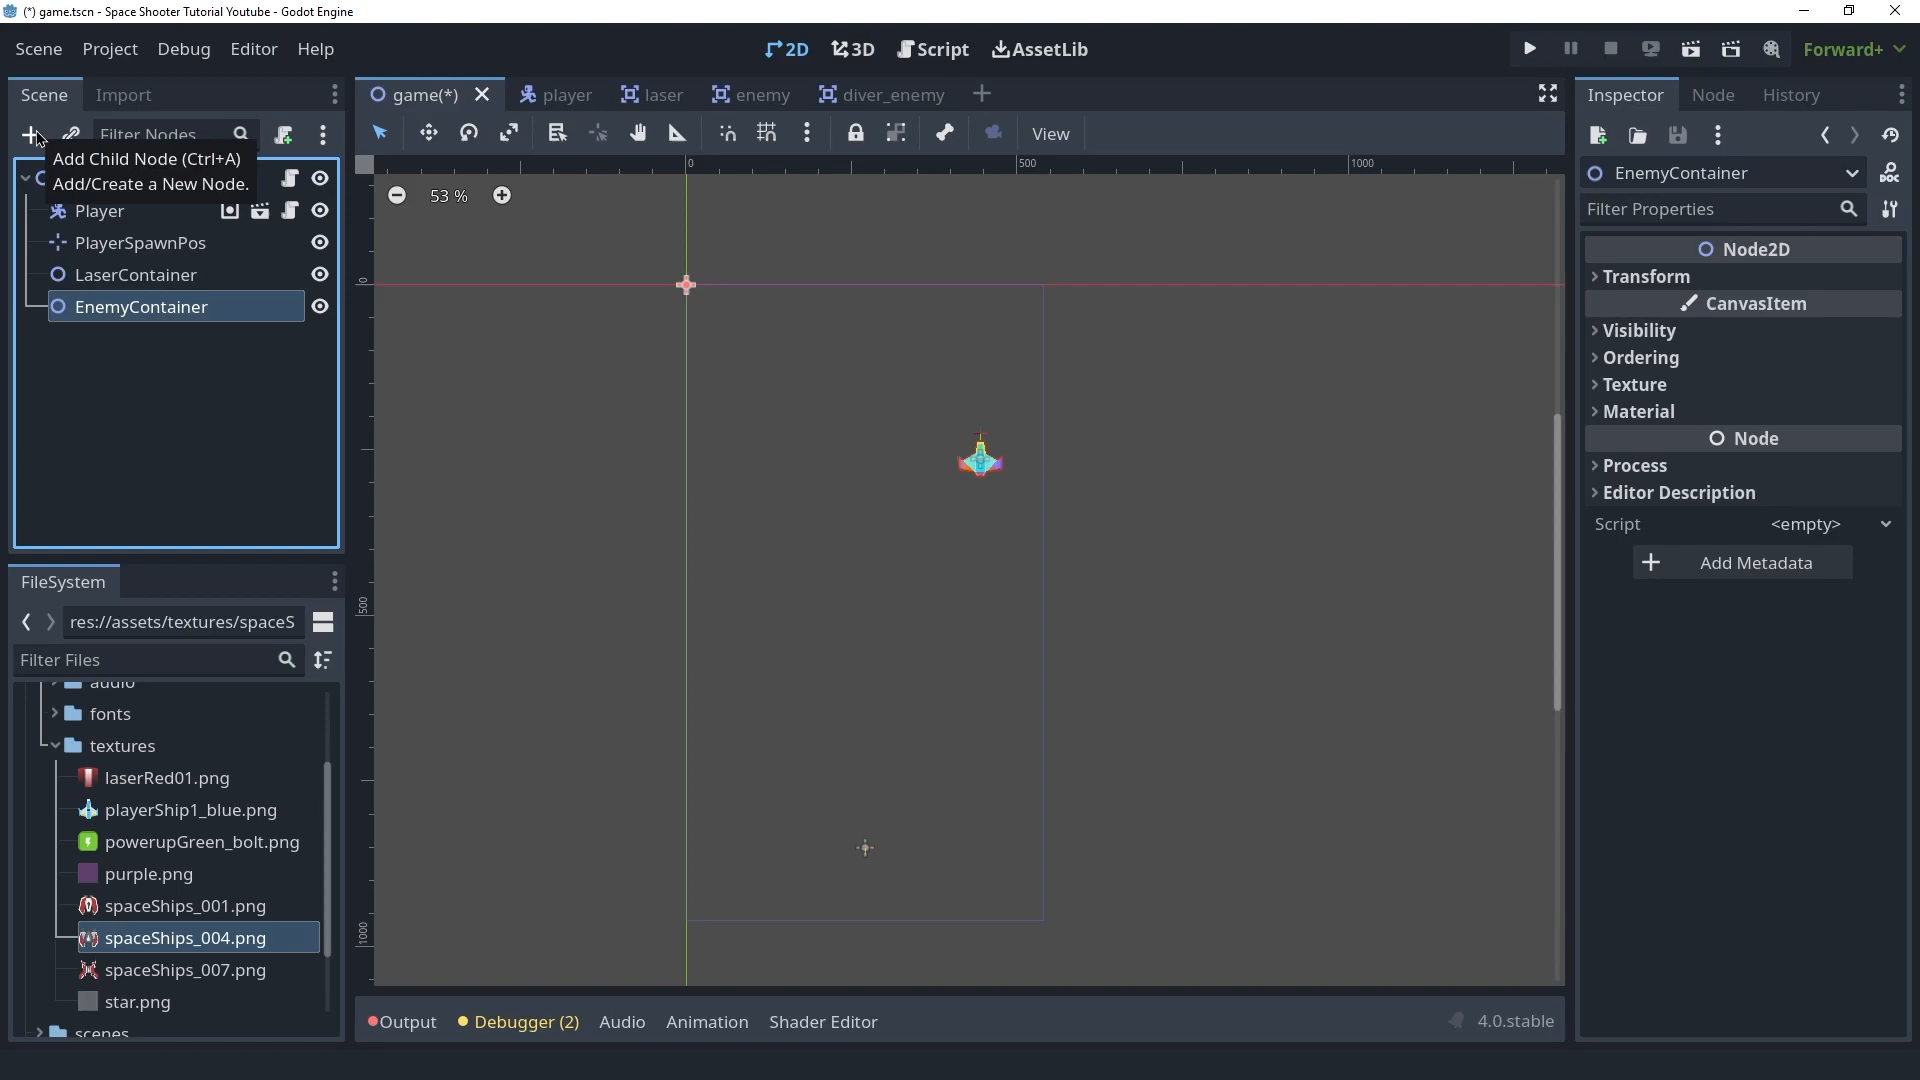 (*) game.tscn - Space Shooter Tutorial Youtube - Godot Engine
Scene Project Debug Editor Help
2D 3D Script AssetLib
Forward+
Scene Import
game(*) player laser enemy diver_enemy
Inspector Node History
Filter Nodes
View
Add Child Node (Ctrl+A)
Add/Create a New Node.
Player
PlayerSpawnPos
LaserContainer
EnemyContainer
0 500 1000
53 %
0
500
1000
EnemyContainer
DOC
Filter Properties
Node2D
Transform
CanvasItem
Visibility
Ordering
Texture
Material
Node
Process
Editor Description
Script <empty>
Add Metadata
FileSystem
res://assets/textures/spaceS
Filter Files
audio
fonts
textures
laserRed01.png
playerShip1_blue.png
powerupGreen_bolt.png
purple.png
spaceShips_001.png
spaceShips_004.png
spaceShips_007.png
star.png
scenes
Output Debugger (2) Audio Animation Shader Editor
4.0.stable